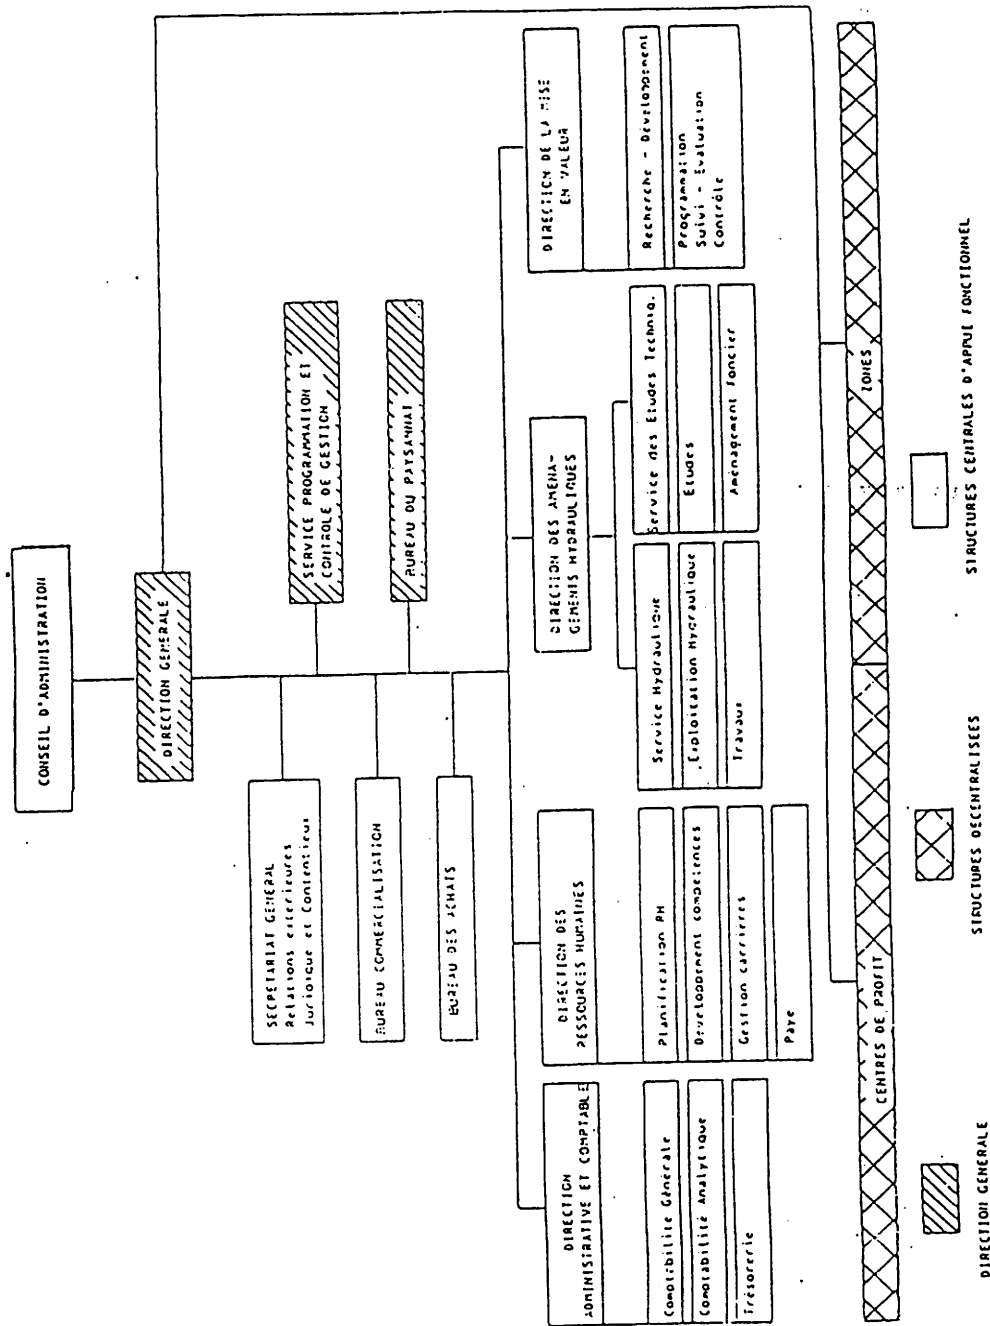 CONSEIL D'ADMINISTRATION
DIRECTION GENERALE
SERVICE PROGRAMMATION ET
CONTROLE DE GESTION
BUREAU DU PAYSANNAT
SECRETARIAT GENERAL
Relations extérieures
Juridique et Contentieux
BUREAU COMMERCIALISATION
BUREAU DES ACHATS
DIRECTION
ADMINISTRATIVE ET COMPTABLE
Comptabilité Générale
Comptabilité Analytique
Trésorerie
DIRECTION DES
RESSOURCES HUMAINES
Planification RH
Développement compétences
Gestion carrières
Paye
DIRECTION DES AMENA-
GEMENTS HYDRAULIQUES
Service Hydraulique
Exploitation Hydraulique
Travaux
Service des Etudes Techniq.
Etudes
Aménagement Foncier
DIRECTION DE LA MISE
EN VALEUR
Recherche - Développement
Programmation
Suivi - Evaluation
Contrôle
CENTRES DE PROFIT
ZONES
DIRECTION GENERALE
STRUCTURES DECENTRALISEES
STRUCTURES CENTRALES D'APPUI FONCTIONNEL